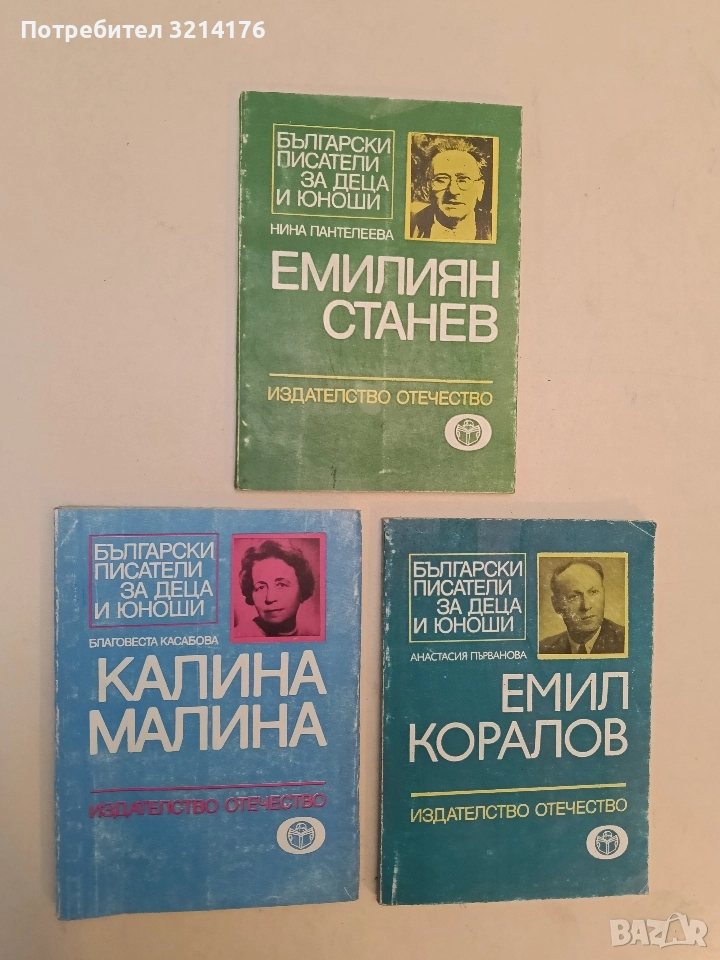 Потребител 3214176
БЪЛГАРСКИ
ПИСАТЕЛИ
ЗА ДЕЦА
И ЮНОШИ
НИНА ПАНТЕЛЕЕВА
ЕМИЛИЯН
СТАНЕВ
ИЗДАТЕЛСТВО ОТЕЧЕСТВО
БЪЛГАРСКИ
ПИСАТЕЛИ
ЗА ДЕЦА
И ЮНОШИ
БЛАГОВЕСТА КАСАБОВА
КАЛИНА
МАЛИНА
ИЗДАТЕЛСТВО ОТЕЧЕСТВО
БЪЛГАРСКИ
ПИСАТЕЛИ
ЗА ДЕЦА
И ЮНОШИ
АНАСТАСИЯ ПЪРВАНОВА
ЕМИЛ
КОРАЛОВ
ИЗДАТЕЛСТВО ОТЕЧЕСТВО
BAZAR